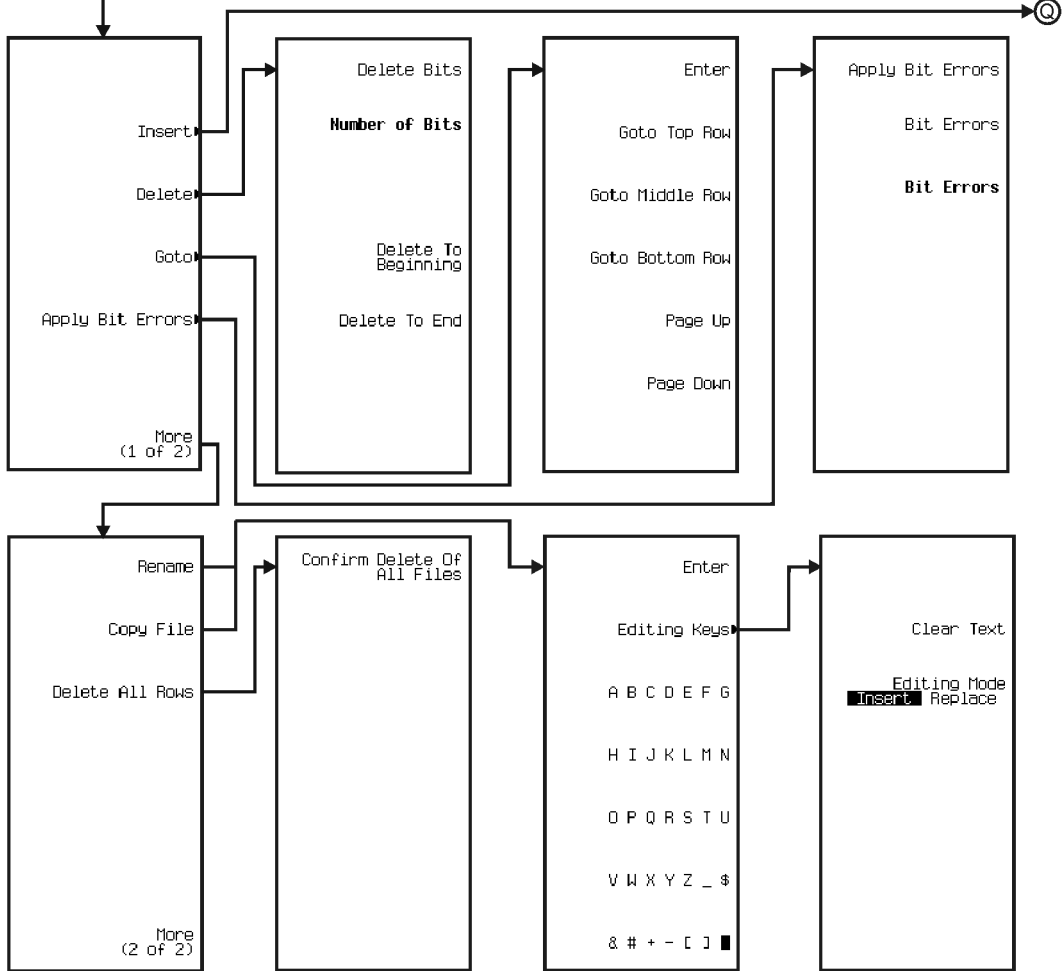 Q
Insert
Delete
Goto
Apply Bit Errors
More
(1 of 2)
Delete Bits
Number of Bits
Delete To
Beginning
Delete To End
Enter
Goto Top Row
Goto Middle Row
Goto Bottom Row
Page Up
Page Down
Apply Bit Errors
Bit Errors
Bit Errors
Rename
Copy File
Delete All Rows
More
(2 of 2)
Confirm Delete Of
All Files
Enter
Editing Keys
A B C D E F G
H I J K L M N
O P Q R S T U
V W X Y Z _ $
& # + - [ ] █
Clear Text
Editing Mode
Insert Replace